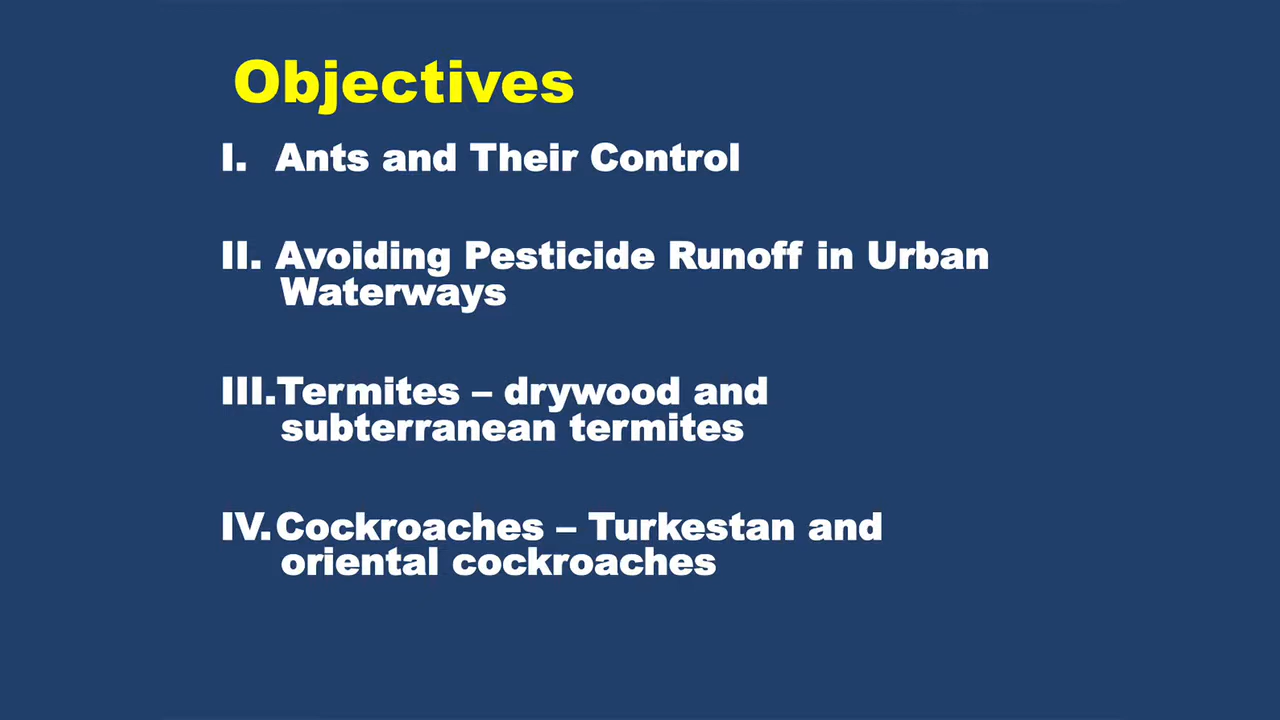 Objectives
I. Ants and Their Control
II. Avoiding Pesticide Runoff in Urban
Waterways
III.Termites – drywood and
subterranean termites
IV.Cockroaches – Turkestan and
oriental cockroaches